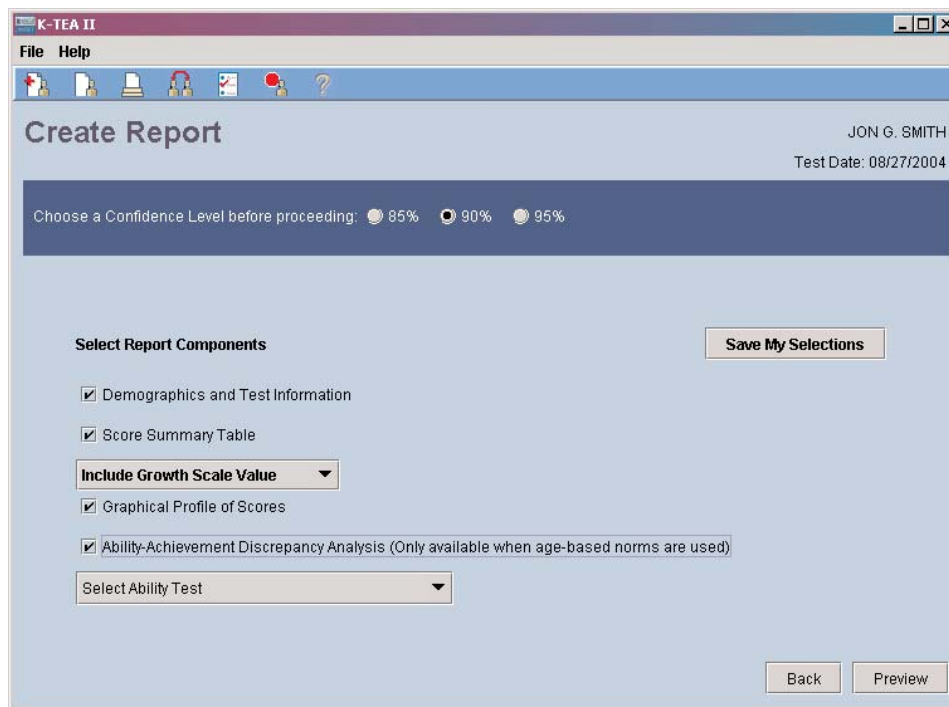 K-TEA II
File Help
Create Report
JON G. SMITH
Test Date: 08/27/2004
Choose a Confidence Level before proceeding: 85% 90% 95%
Select Report Components
Save My Selections
Demographics and Test Information
Score Summary Table
Include Growth Scale Value
Graphical Profile of Scores
Ability-Achievement Discrepancy Analysis (Only available when age-based norms are used)
Select Ability Test
Back Preview